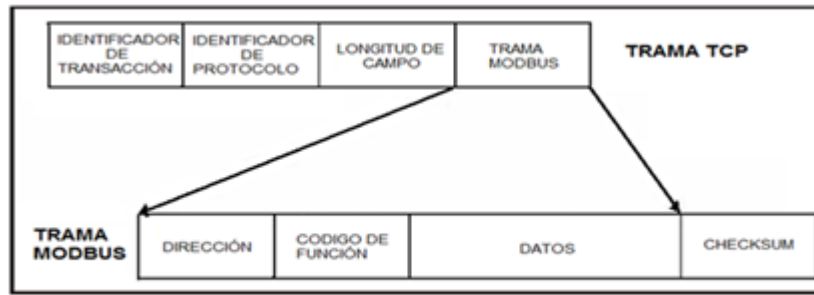 IDENTIFICADOR
DE
TRANSACCIÓN
IDENTIFICADOR
DE
PROTOCOLO
LONGITUD DE
CAMPO
TRAMA
MODBUS
TRAMA TCP
TRAMA
MODBUS
DIRECCIÓN
CODIGO DE
FUNCIÓN
DATOS
CHECKSUM